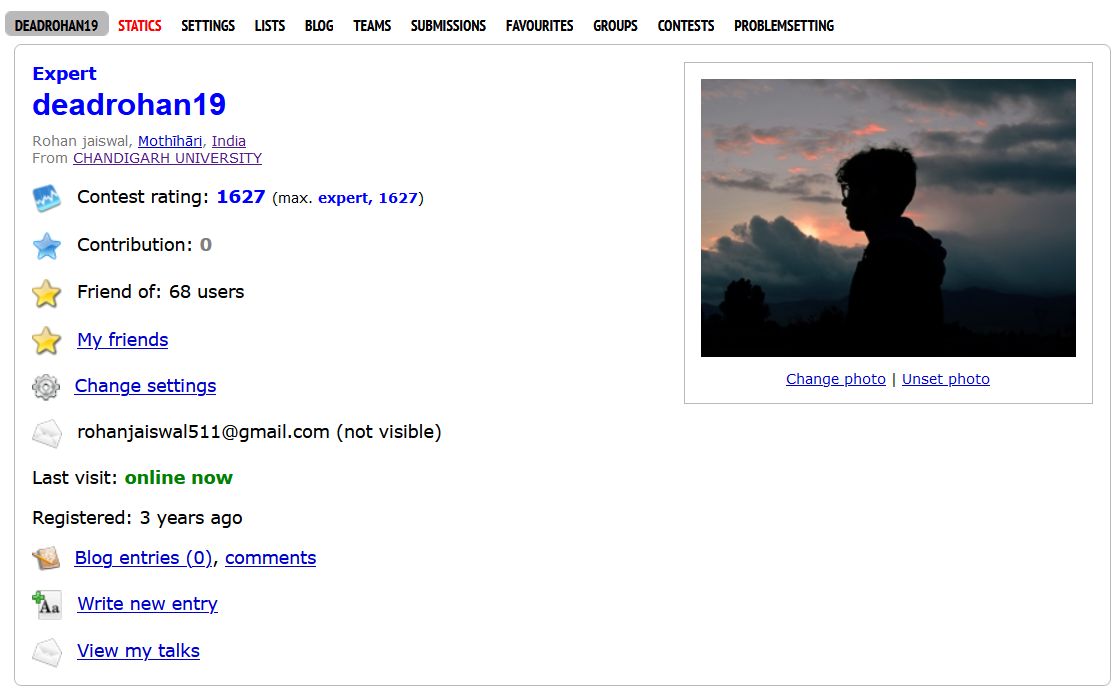 DEADROHAN19 STATICS SETTINGS LISTS BLOG TEAMS SUBMISSIONS FAVOURITES GROUPS CONTESTS PROBLEMSETTING
Expert
deadrohan19
Rohan jaiswal, Mothīhāri, India
From CHANDIGARH UNIVERSITY
Contest rating: 1627 (max. expert, 1627)
Contribution: 0
Friend of: 68 users
My friends
Change settings
rohanjaiswal511@gmail.com (not visible)
Last visit: online now
Registered: 3 years ago
Blog entries (0), comments
Aa Write new entry
View my talks
Change photo | Unset photo